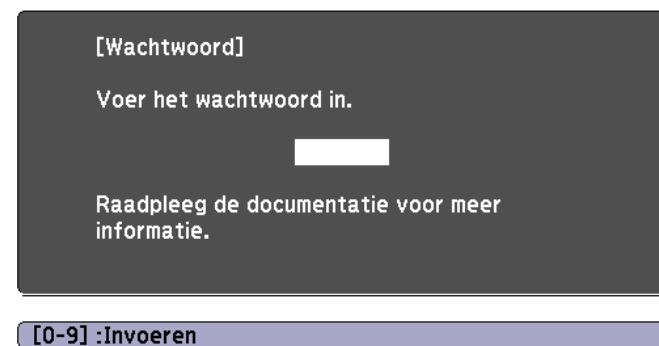 [Wachtwoord]
Voer het wachtwoord in.
Raadpleeg de documentatie voor meer
informatie.
[0-9] :Invoeren